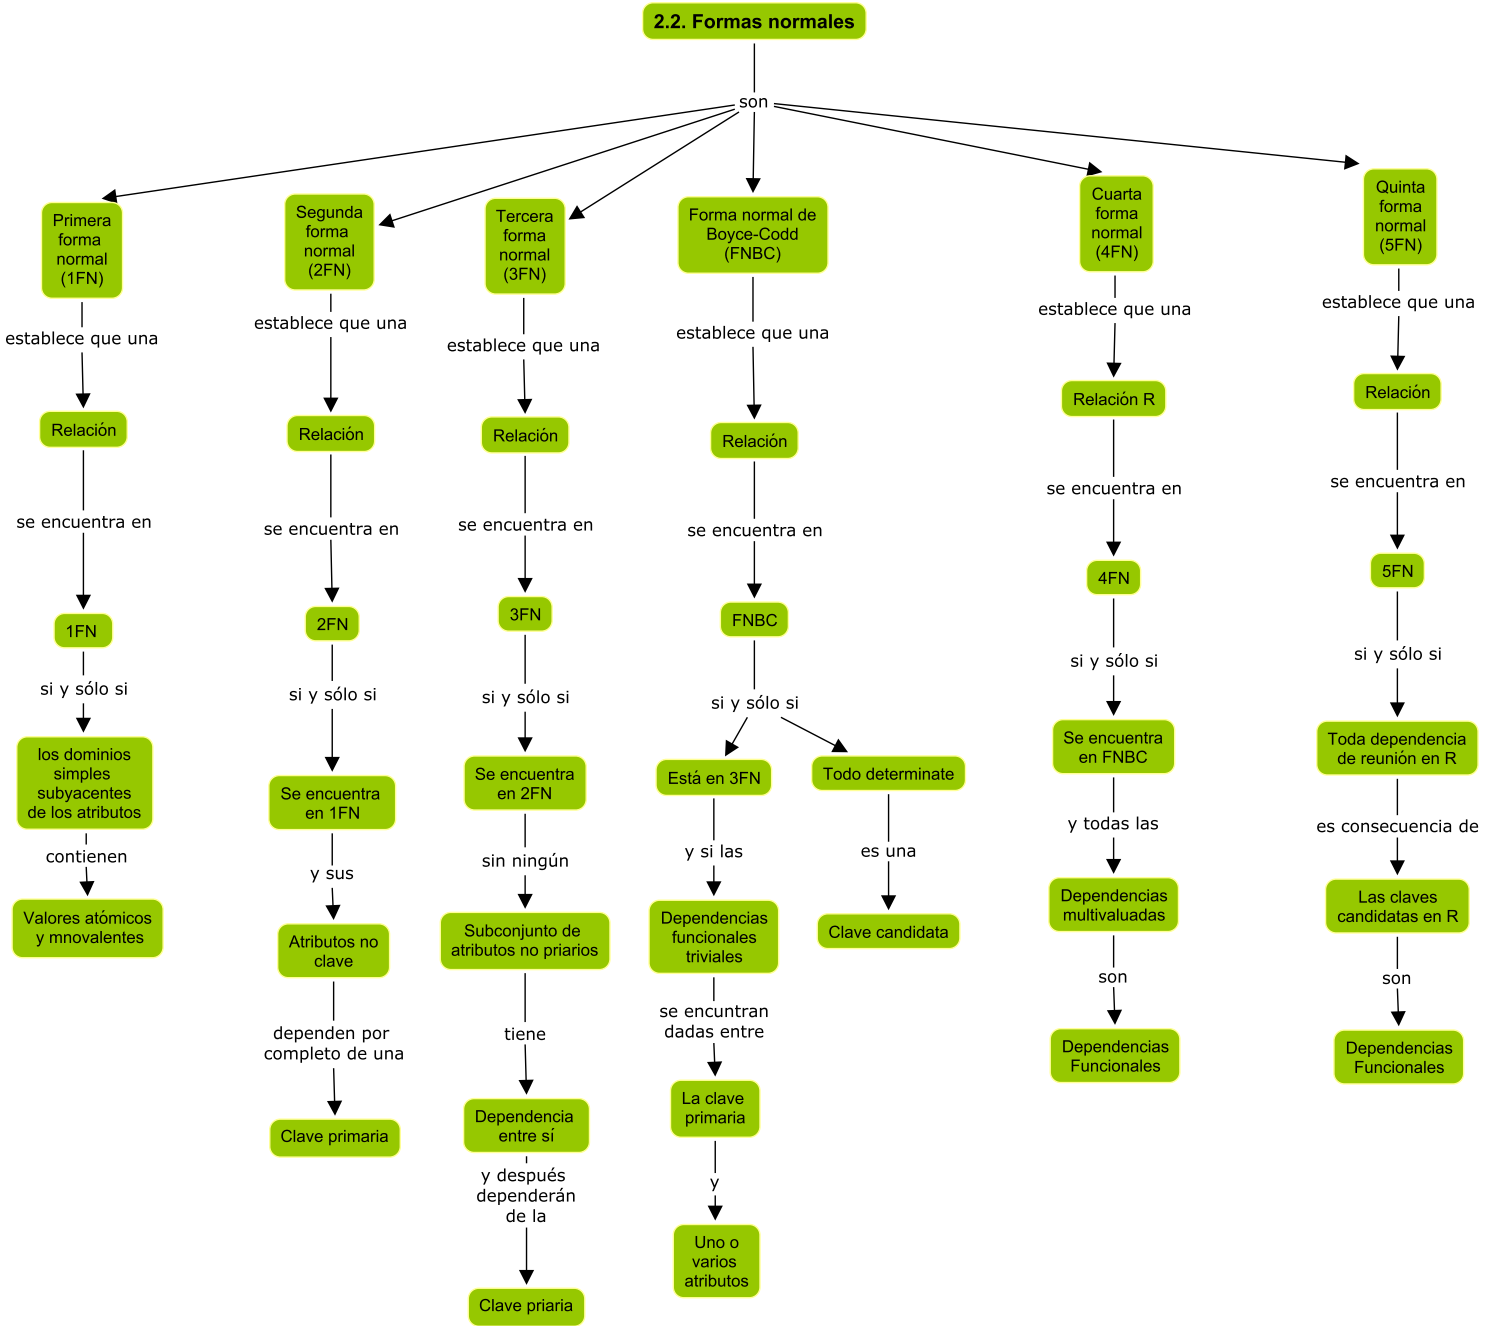 2.2. Formas normales
son
Primera
forma
normal
(1FN)
establece que una
Relación
se encuentra en
1FN
si y sólo si
los dominios
simples
subyacentes
de los atributos
contienen
Valores atómicos
y mnovalentes
Segunda
forma
normal
(2FN)
establece que una
Relación
se encuentra en
2FN
si y sólo si
Se encuentra
en 1FN
y sus
Atributos no
clave
dependen por
completo de una
Clave primaria
Tercera
forma
normal
(3FN)
establece que una
Relación
se encuentra en
3FN
si y sólo si
Se encuentra
en 2FN
sin ningún
Subconjunto de
atributos no priarios
tiene
Dependencia
entre sí
y después
dependerán
de la
Clave priaria
Forma normal de
Boyce-Codd
(FNBC)
establece que una
Relación
se encuentra en
FNBC
si y sólo si
Está en 3FN
y si las
Dependencias
funcionales
triviales
se encuntran
dadas entre
La clave
primaria
y
Uno o
varios
atributos
Todo determinate
es una
Clave candidata
Cuarta
forma
normal
(4FN)
establece que una
Relación R
se encuentra en
4FN
si y sólo si
Se encuentra
en FNBC
y todas las
Dependencias
multivaluadas
son
Dependencias
Funcionales
Quinta
forma
normal
(5FN)
establece que una
Relación
se encuentra en
5FN
si y sólo si
Toda dependencia
de reunión en R
es consecuencia de
Las claves
candidatas en R
son
Dependencias
Funcionales